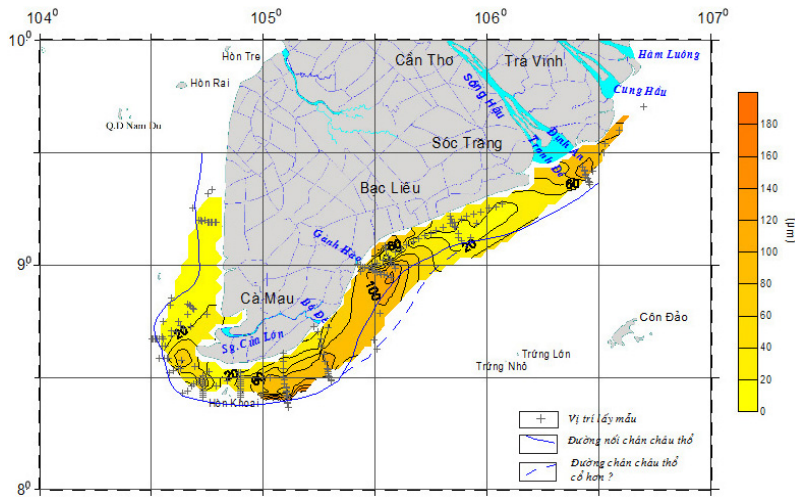 104⁰ 105⁰ 106⁰ 107⁰
10⁰
Hòn Tre
Cần Thơ
Trà Vinh
Hàm Luông
Hòn Rai
Cung Hầu
Q.D Nam Du
Sông Hậu
Sóc Trăng
Định An
Tranh Đề
60
Bạc Liêu
Gành Hào
60
20
9⁰
100
Cà Mau
Bồ Đề
20
Sg. Cửa Lớn
Côn Đảo
Trứng Lớn
Trứng Nhỏ
20
60
Hòn Khoai
8⁰
Vị trí lấy mẫu
Đường nối chân châu thổ
Đường chân châu thổ
cổ hơn ?
180
160
140
120
100
80
60
40
20
0
(µm)